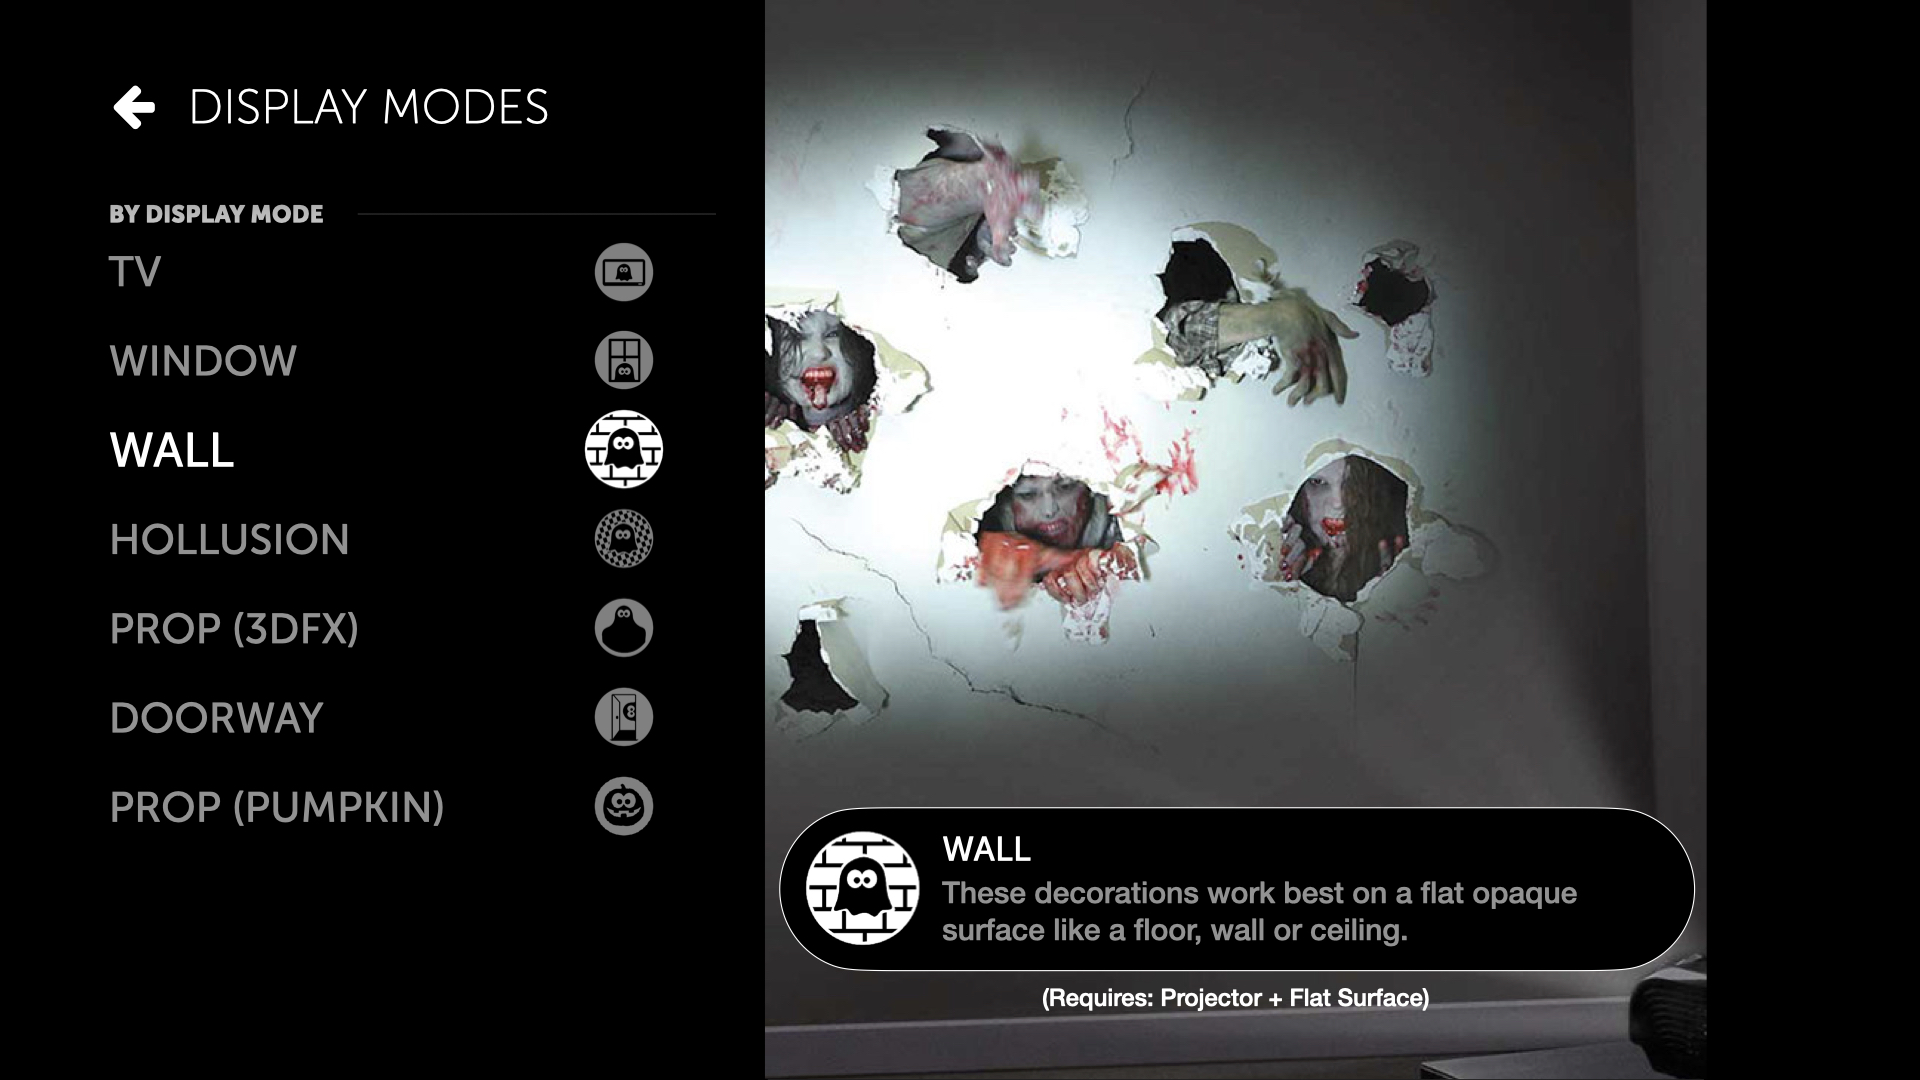 DISPLAY MODES
BY DISPLAY MODE
TV
WINDOW
WALL
HOLLUSION
PROP (3DFX)
DOORWAY
PROP (PUMPKIN)
WALL
These decorations work best on a flat opaque
surface like a floor, wall or ceiling.
(Requires: Projector + Flat Surface)